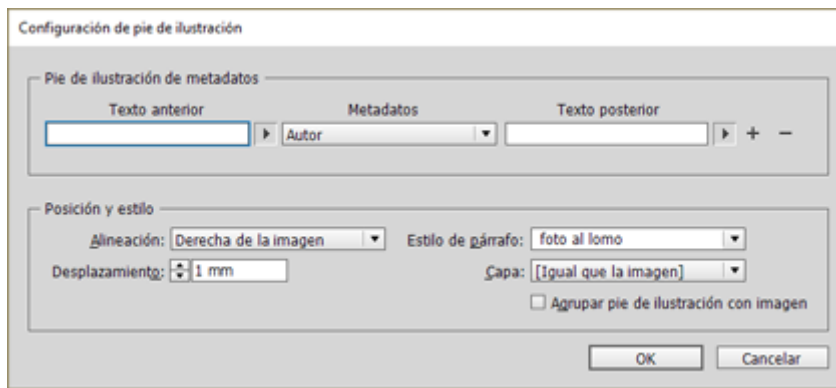 Configuración de pie de ilustración
Pie de ilustración de metadatos
Texto anterior Metadatos Texto posterior
Autor + −
Posición y estilo
Alineación: Derecha de la imagen Estilo de párrafo: foto al lomo
Desplazamiento: 1 mm Capa: [Igual que la imagen]
Agrupar pie de ilustración con imagen
OK Cancelar